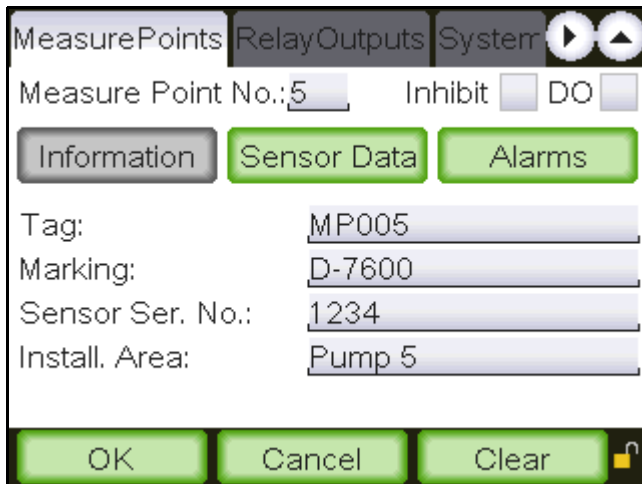 MeasurePoints RelayOutputs System
Measure Point No.: 5 Inhibit DO
Information Sensor Data Alarms
Tag: MP005
Marking: D-7600
Sensor Ser. No.: 1234
Install. Area: Pump 5
OK Cancel Clear